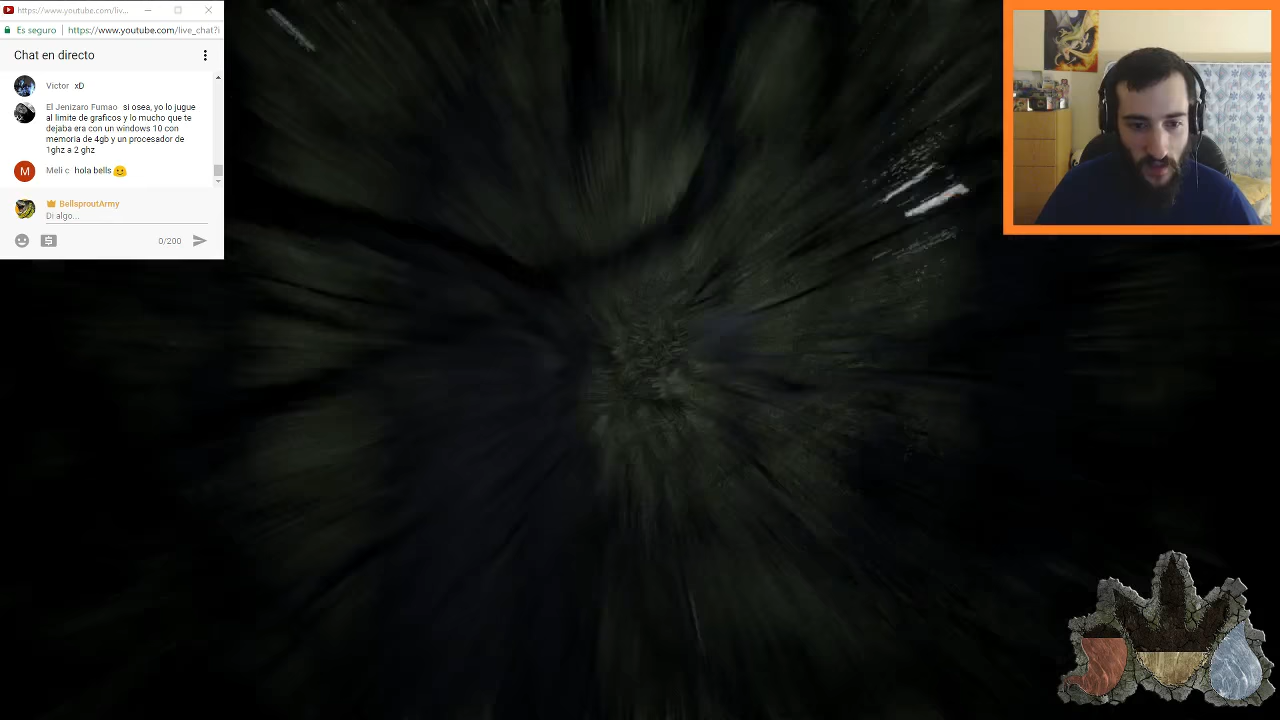 https://www.youtube.com/liv...
Es seguro
https://www.youtube.com/live_chat?i
Chat en directo
Victor xD
El Jenizaro Fumao si osea, yo lo jugue
al limite de graficos y lo mucho que te
dejaba era con un windows 10 con
memoria de 4gb y un procesador de
1ghz a 2 ghz
M
Meli c hola bells
BellsproutArmy
Di algo...
0/200